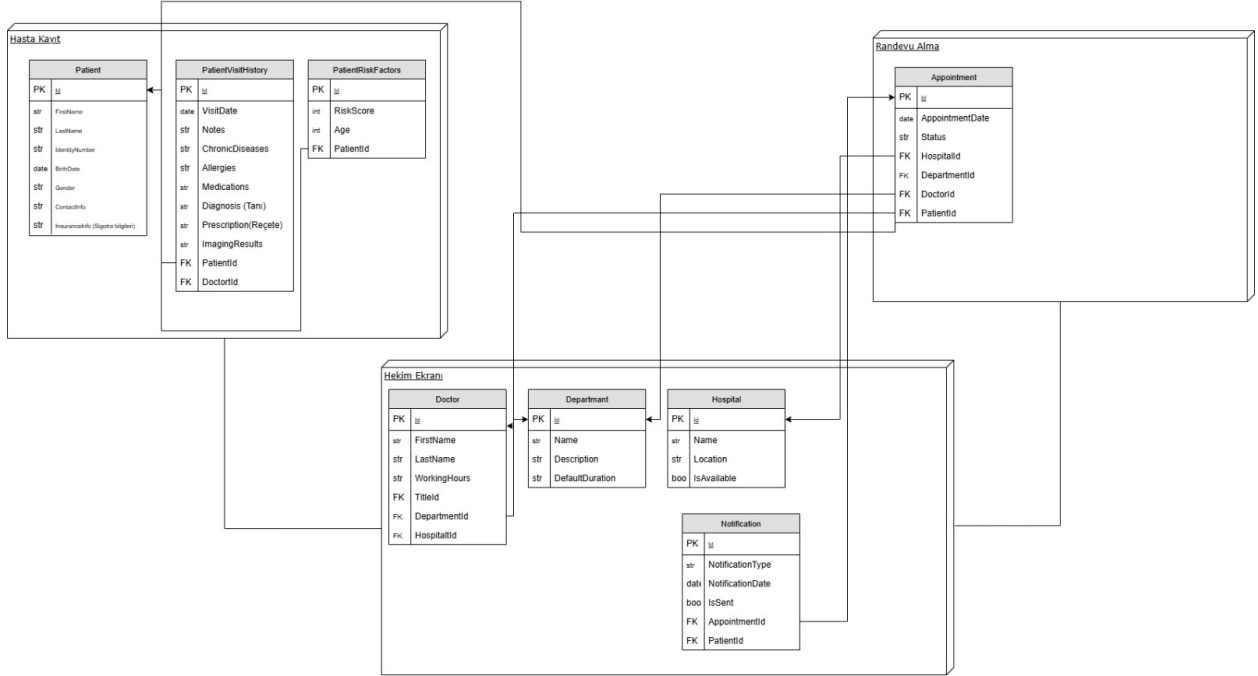 Hasta Kayıt
Patient
PK Id
str FirstName
str LastName
str IdentityNumber
date BirthDate
str Gender
str ContactInfo
str InsuranceInfo (Sigotra bilgileri)
PatientVisitHistory
PK Id
date VisitDate
str Notes
str ChronicDiseases
str Allergies
str Medications
str Diagnosis (Tanı)
str Prescription(Reçete)
str ImagingResults
FK PatientId
FK DoctortId
PatientRiskFactors
PK Id
int RiskScore
int Age
FK PatientId
Randevu Alma
Appointment
PK Id
date AppointmentDate
str Status
FK HospitalId
FK DepartmentId
FK DoctorId
FK PatientId
Hekim Ekranı
Doctor
PK Id
str FirstName
str LastName
str WorkingHours
FK TitleId
FK DepartmentId
FK HospitaltId
Departmant
PK Id
str Name
str Description
str DefaultDuration
Hospital
PK Id
str Name
str Location
boo IsAvailable
Notification
PK Id
str NotificationType
date NotificationDate
boo IsSent
FK AppointmentId
FK PatientId